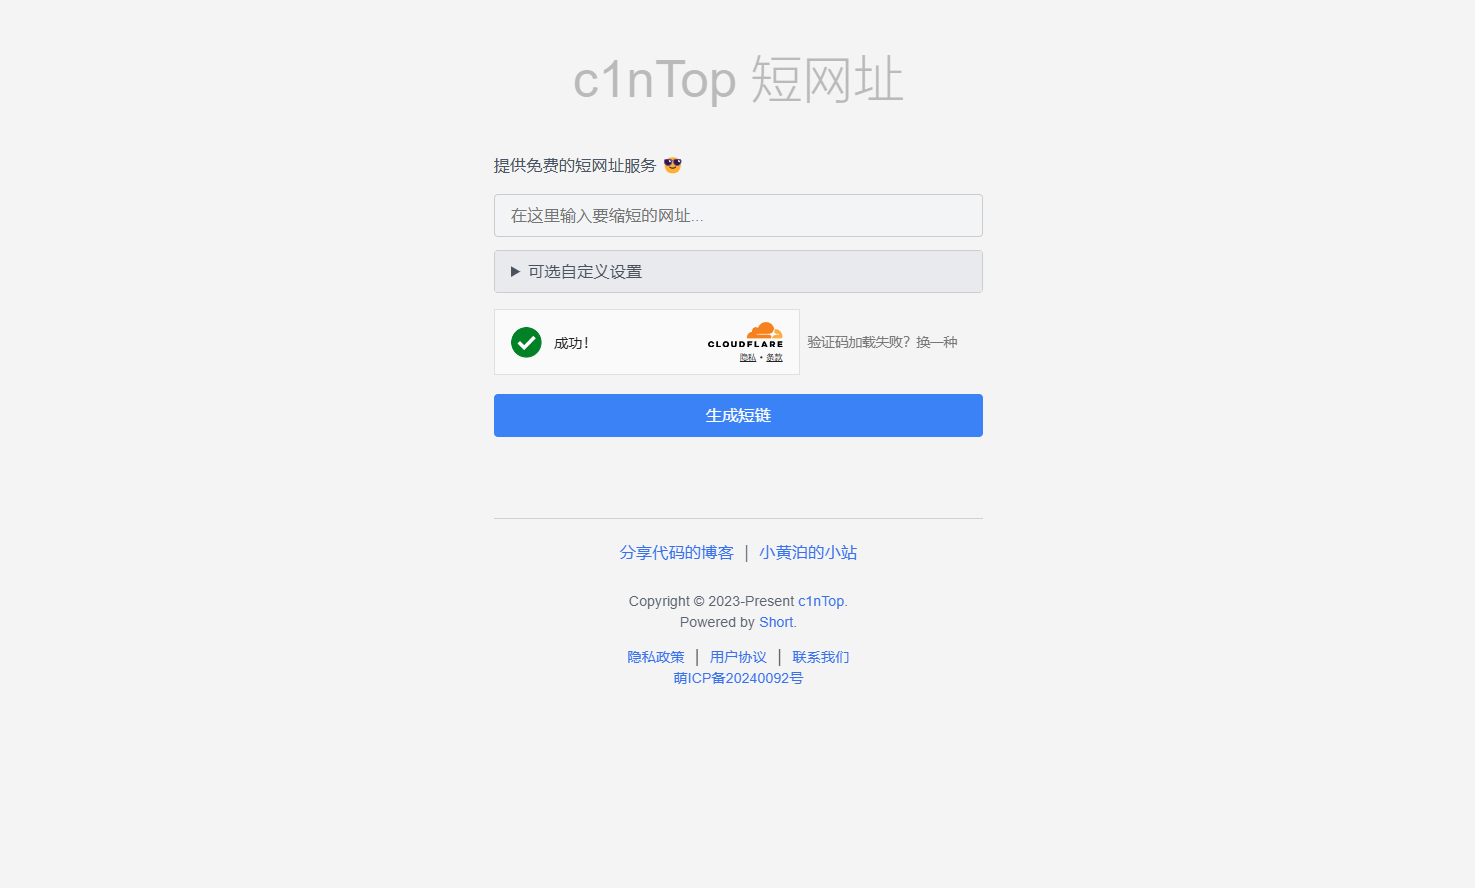 c1nTop 短网址
提供免费的短网址服务 😎
在这里输入要缩短的网址...
▶ 可选自定义设置
成功！
CLOUDFLARE
隐私 • 条款
验证码加载失败？换一种
生成短链
分享代码的博客 | 小黄泊的小站
Copyright © 2023-Present c1nTop.
Powered by Short.
隐私政策 | 用户协议 | 联系我们
萌ICP备20240092号